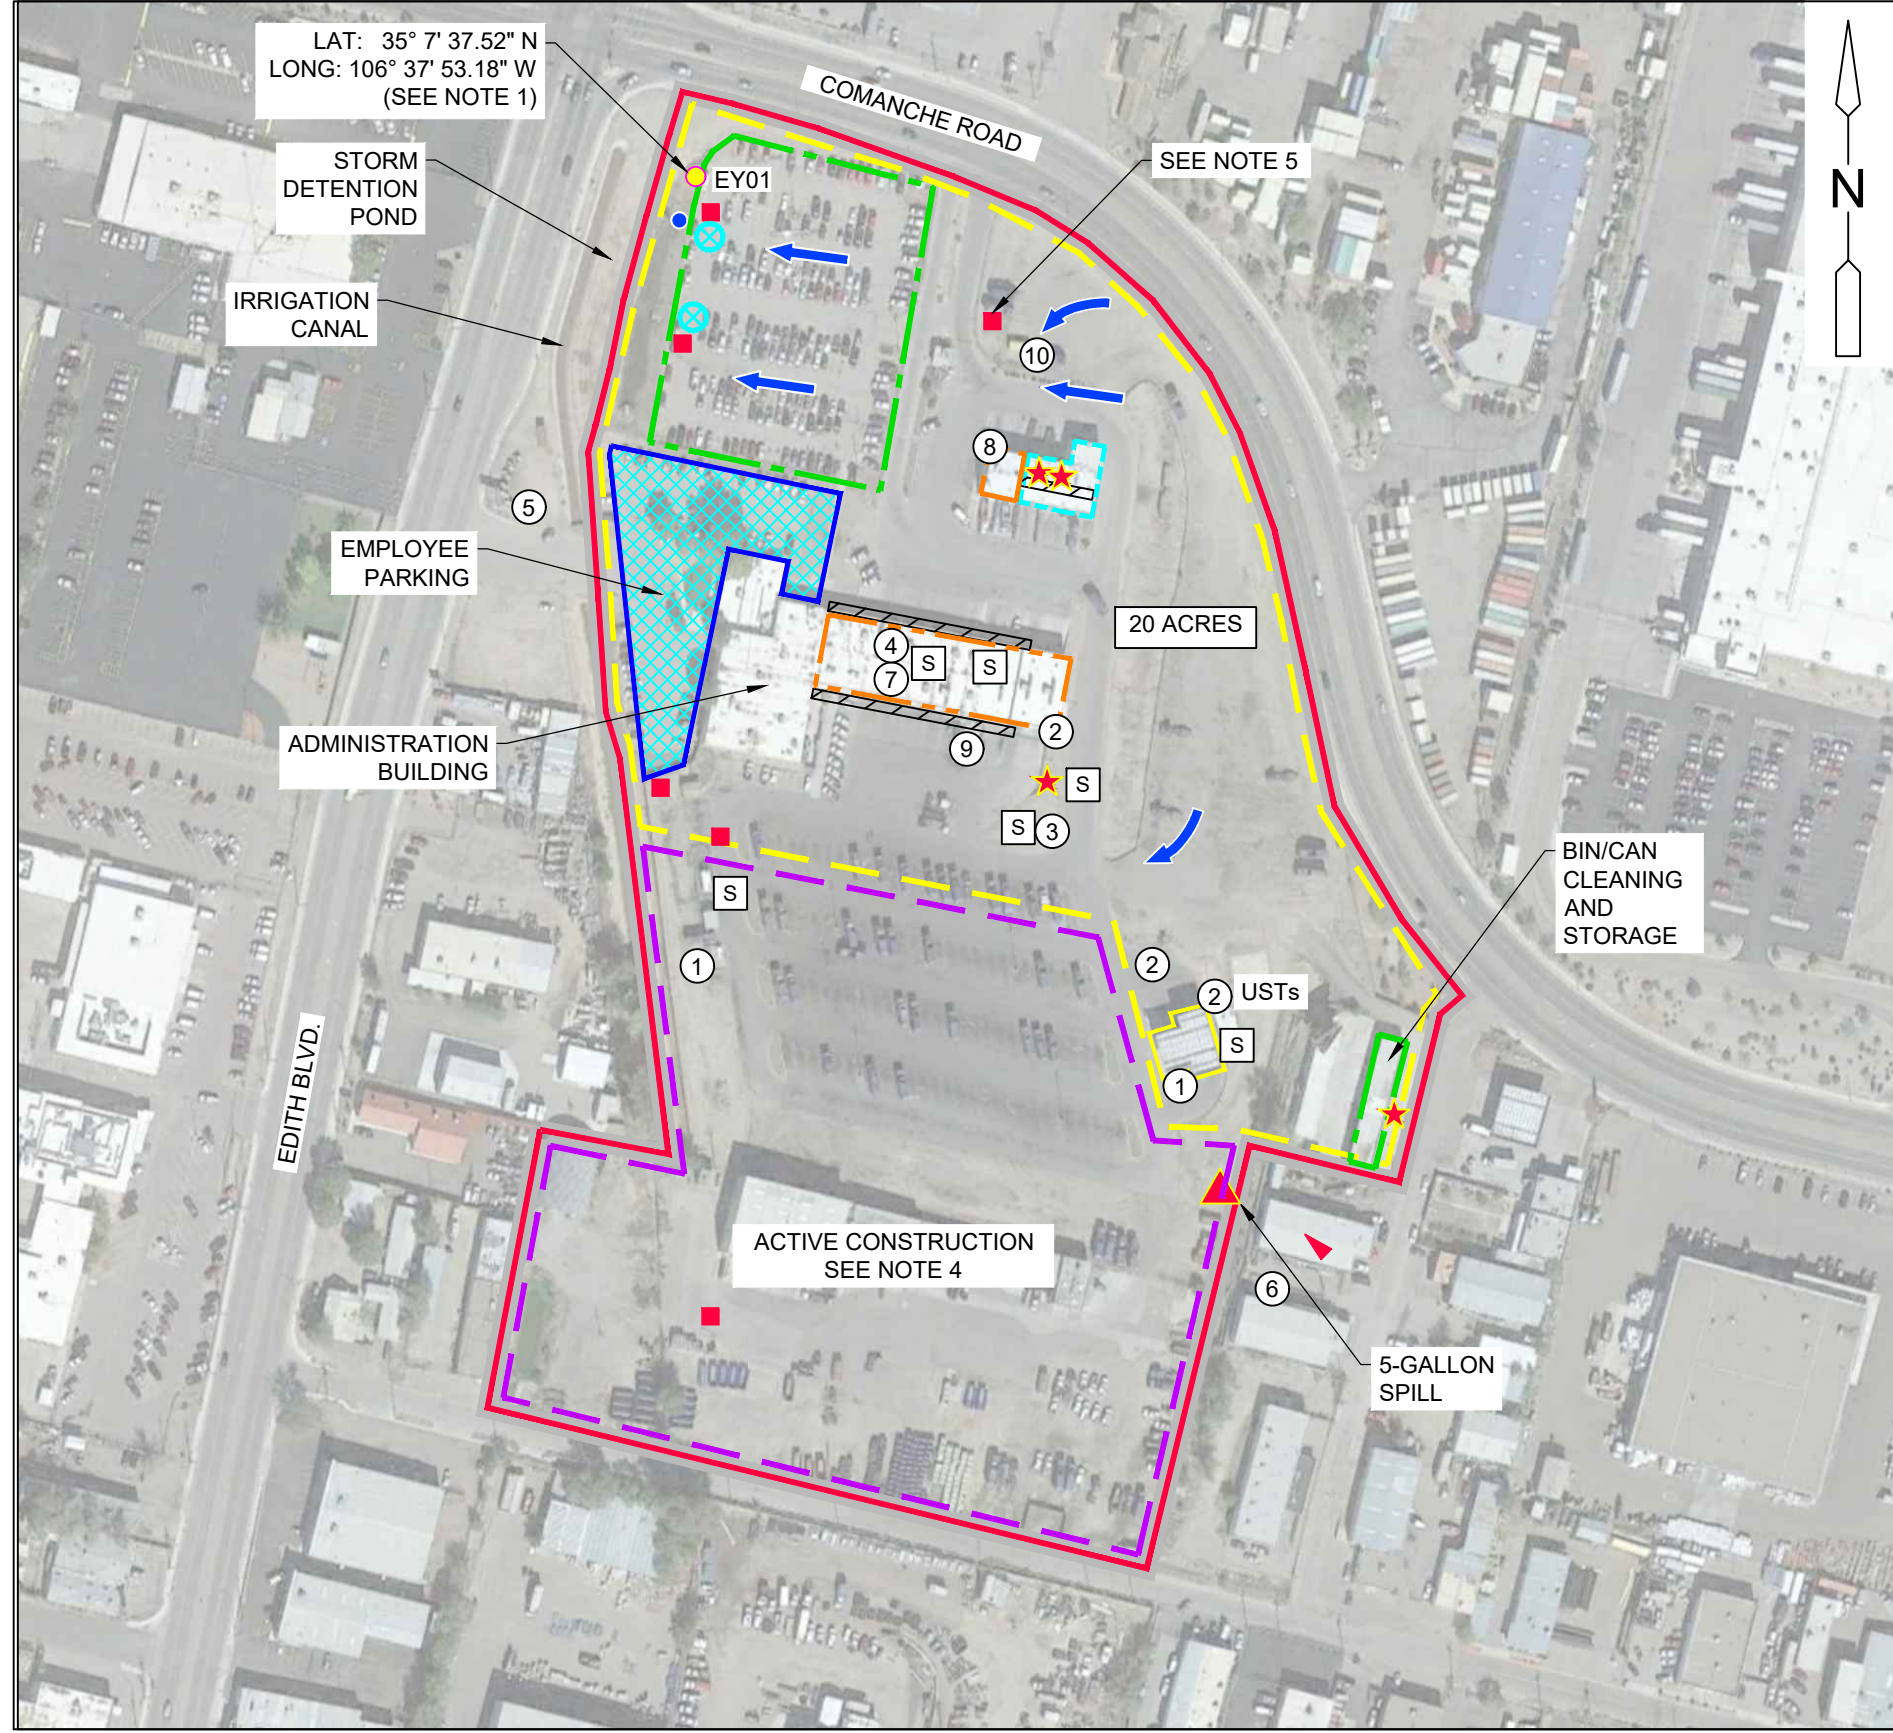 LAT: 35° 7' 37.52" N
LONG: 106° 37' 53.18" W
(SEE NOTE 1)
COMANCHE ROAD
STORM
DETENTION
POND
SEE NOTE 5
EY01
N
IRRIGATION
CANAL
10
8
5
EMPLOYEE
PARKING
20 ACRES
4
S
S
7
ADMINISTRATION
BUILDING
2
9
S
S
3
BIN/CAN
CLEANING
AND
STORAGE
S
1
2
2
USTs
S
1
EDITH BLVD.
ACTIVE CONSTRUCTION
SEE NOTE 4
6
5-GALLON
SPILL